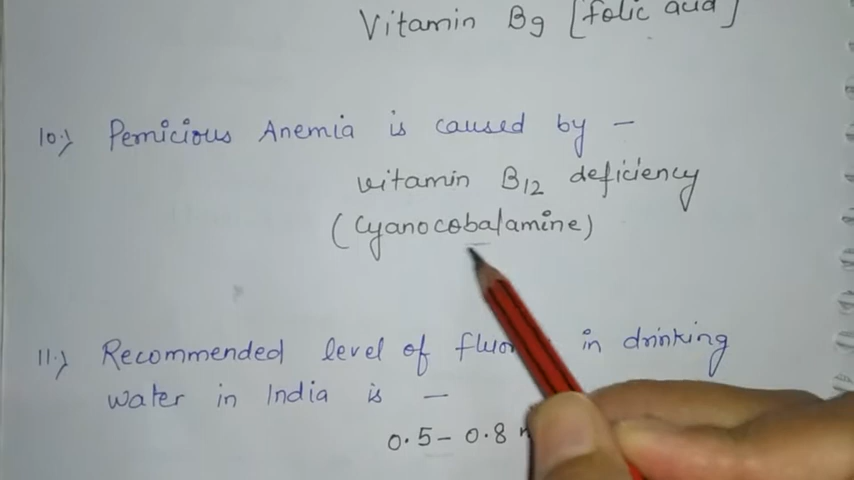 Vitamin B9 [folic acid]
10.) Pernicious Anemia is caused by -
vitamin B12 deficiency
(Cyanocobalamine)
11.) Recommended level of in drinking
water in India is -
0.5 - 0.8